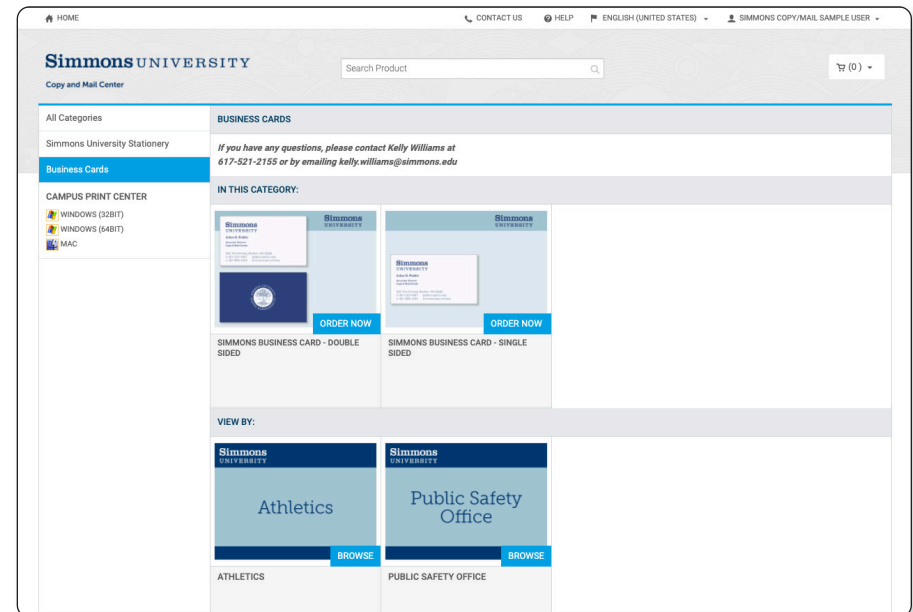 HOME
CONTACT US
HELP
ENGLISH (UNITED STATES)
SIMMONS COPY/MAIL SAMPLE USER
Simmons UNIVERSITY
Copy and Mail Center
Search Product
(0)
All Categories
Simmons University Stationery
Business Cards
CAMPUS PRINT CENTER
WINDOWS (32BIT)
WINDOWS (64BIT)
MAC
BUSINESS CARDS
If you have any questions, please contact Kelly Williams at
617-521-2155 or by emailing kelly.williams@simmons.edu
IN THIS CATEGORY:
Simmons
UNIVERSITY
Simmons
UNIVERSITY
ORDER NOW
SIMMONS BUSINESS CARD - DOUBLE
SIDED
Simmons
UNIVERSITY
Simmons
UNIVERSITY
ORDER NOW
SIMMONS BUSINESS CARD - SINGLE
SIDED
VIEW BY:
Simmons
UNIVERSITY
Athletics
BROWSE
ATHLETICS
Simmons
UNIVERSITY
Public Safety
Office
BROWSE
PUBLIC SAFETY OFFICE